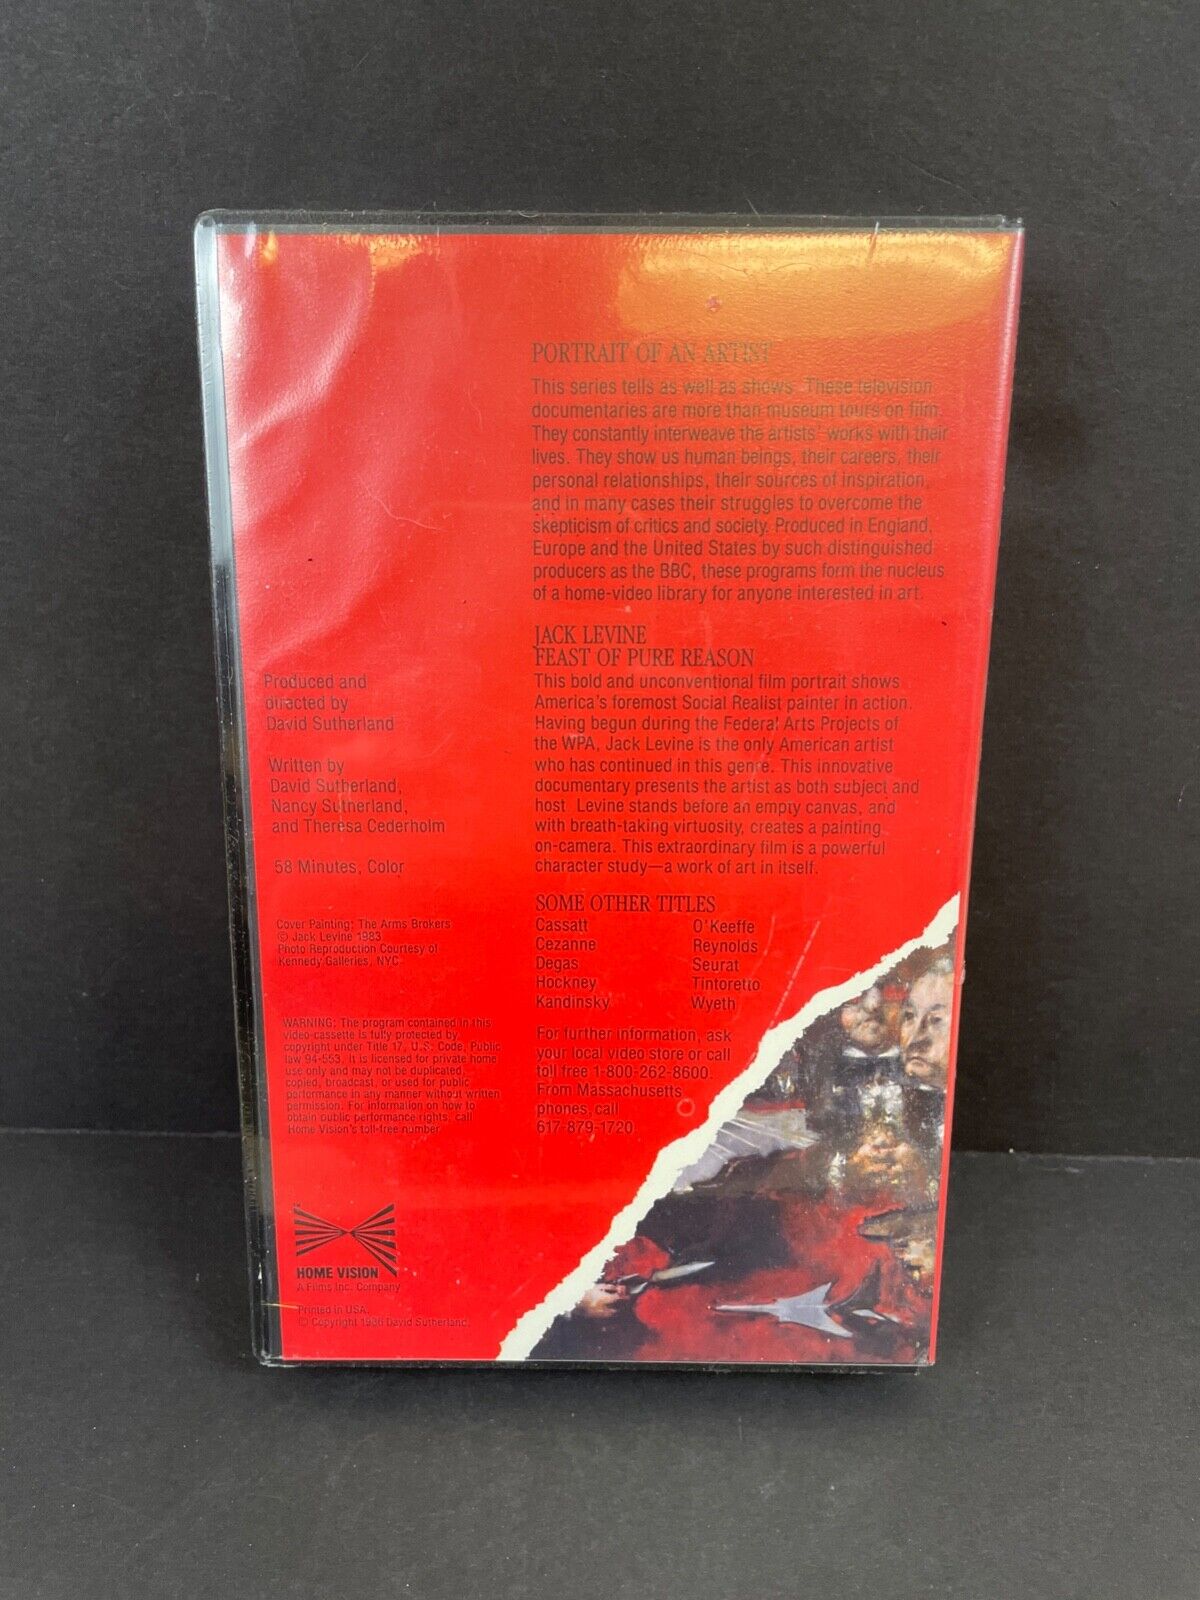 PORTRAIT OF AN ARTIST
This series tells as well as shows. These television
documentaries are more than museum tours on film.
They constantly interweave the artists' works with their
lives. They show us human beings, their careers, their
personal relationships, their sources of inspiration,
and in many cases their struggles to overcome the
skepticism of critics and society. Produced in England,
Europe and the United States by such distinguished
producers as the BBC, these programs form the nucleus
of a home-video library for anyone interested in art.
JACK LEVINE
FEAST OF PURE REASON
This bold and unconventional film portrait shows
America's foremost Social Realist painter in action.
Having begun during the Federal Arts Projects of
the WPA, Jack Levine is the only American artist
who has continued in this genre. This innovative
documentary presents the artist as both subject and
host. Levine stands before an empty canvas, and
with breath-taking virtuosity, creates a painting
on-camera. This extraordinary film is a powerful
character study—a work of art in itself.
SOME OTHER TITLES
Cassatt O'Keeffe
Cezanne Reynolds
Degas Seurat
Hockney Tintoretto
Kandinsky Wyeth
For further information, ask
your local video store or call
toll free 1-800-262-8600.
From Massachusetts
phones, call
617-879-1720.
Produced and
directed by
David Sutherland
Written by
David Sutherland,
Nancy Sutherland,
and Theresa Cederholm
58 Minutes, Color
Cover Painting: The Arms Brokers
© Jack Levine 1983
Photo Reproduction Courtesy of
Kennedy Galleries, NYC
WARNING: The program contained in this
video-cassette is fully protected by
copyright under Title 17, U.S. Code, Public
law 94-553. It is licensed for private home
use only and may not be duplicated,
copied, broadcast, or used for public
performance in any manner without written
permission. For information on how to
obtain public performance rights, call
Home Vision's toll-free number.
HOME VISION
A Films Inc. Company
Printed in USA.
© Copyright 1986 David Sutherland.